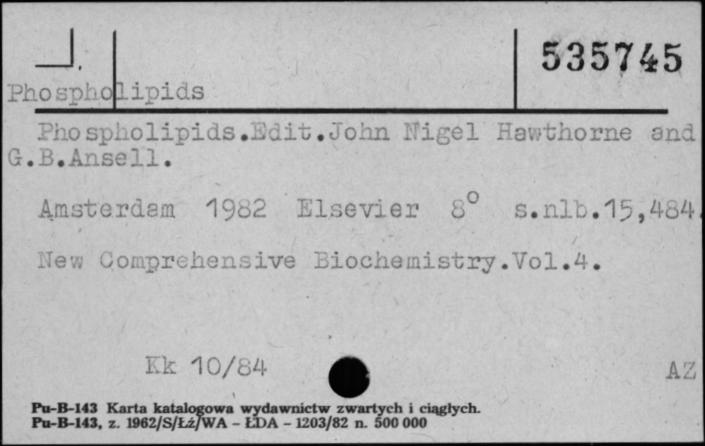 535745
Phospholipids
Phospholipids.Edit.John Nigel Hawthorne and
G.B.Ansell.
Amsterdam 1982 Elsevier 8° s.nlb.15,484.
New Comprehensive Biochemistry.Vol.4.
Kk 10/84
AZ
Pu-B-143 Karta katalogowa wydawnictw zwartych i ciągłych.
Pu-B-143, z. 1962/S/Łż/WA - ŁDA - 1203/82 n. 500 000